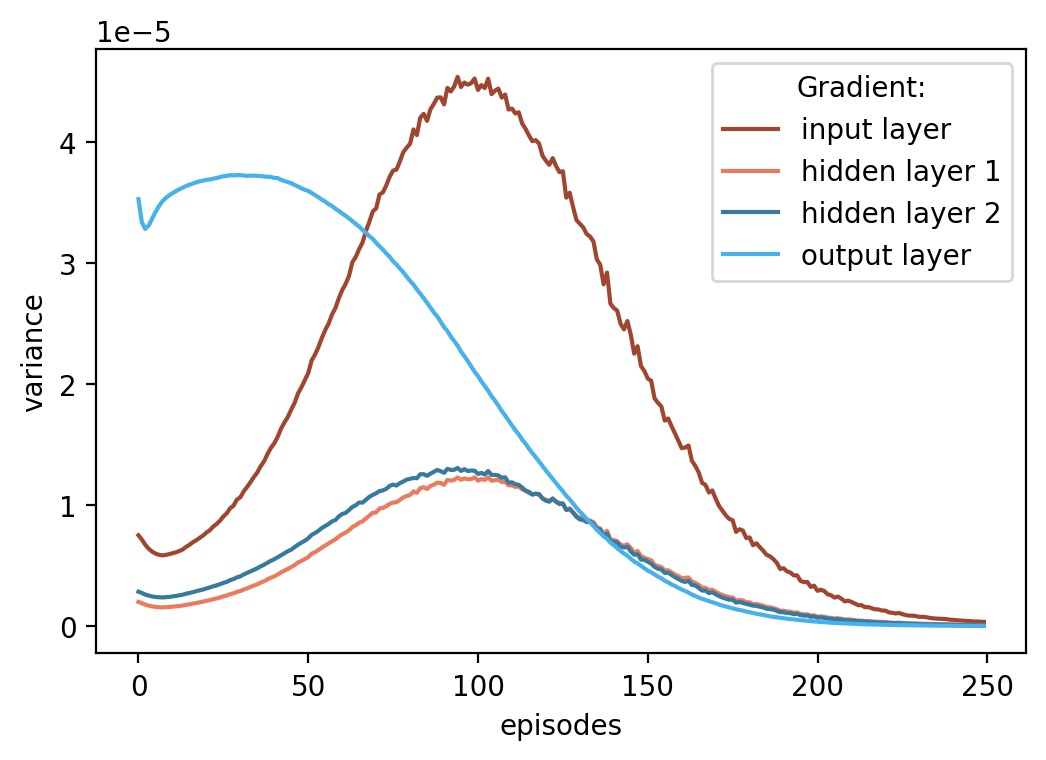 1e−5
4
3
2
1
0
variance
0
50
100
150
200
250
episodes
Gradient:
input layer
hidden layer 1
hidden layer 2
output layer